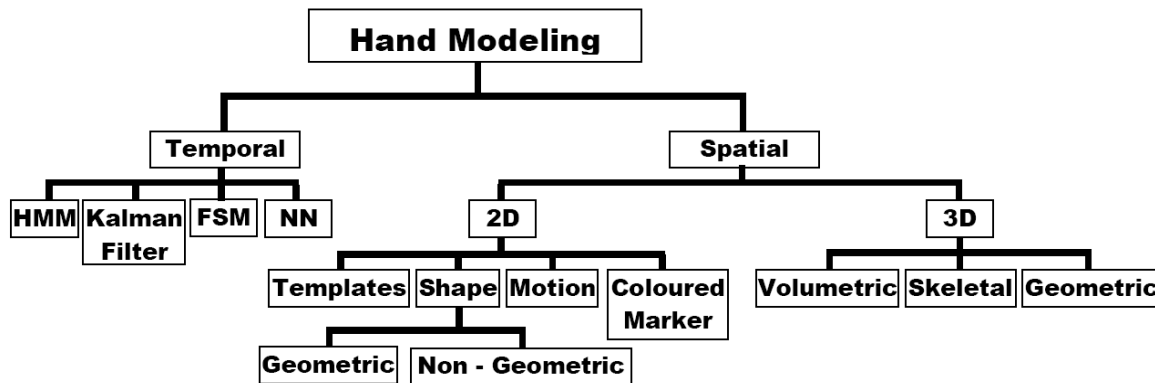 Hand Modeling
Temporal
Spatial
HMM
Kalman
Filter
FSM
NN
2D
3D
Templates
Shape
Motion
Coloured
Marker
Volumetric
Skeletal
Geometric
Geometric
Non - Geometric